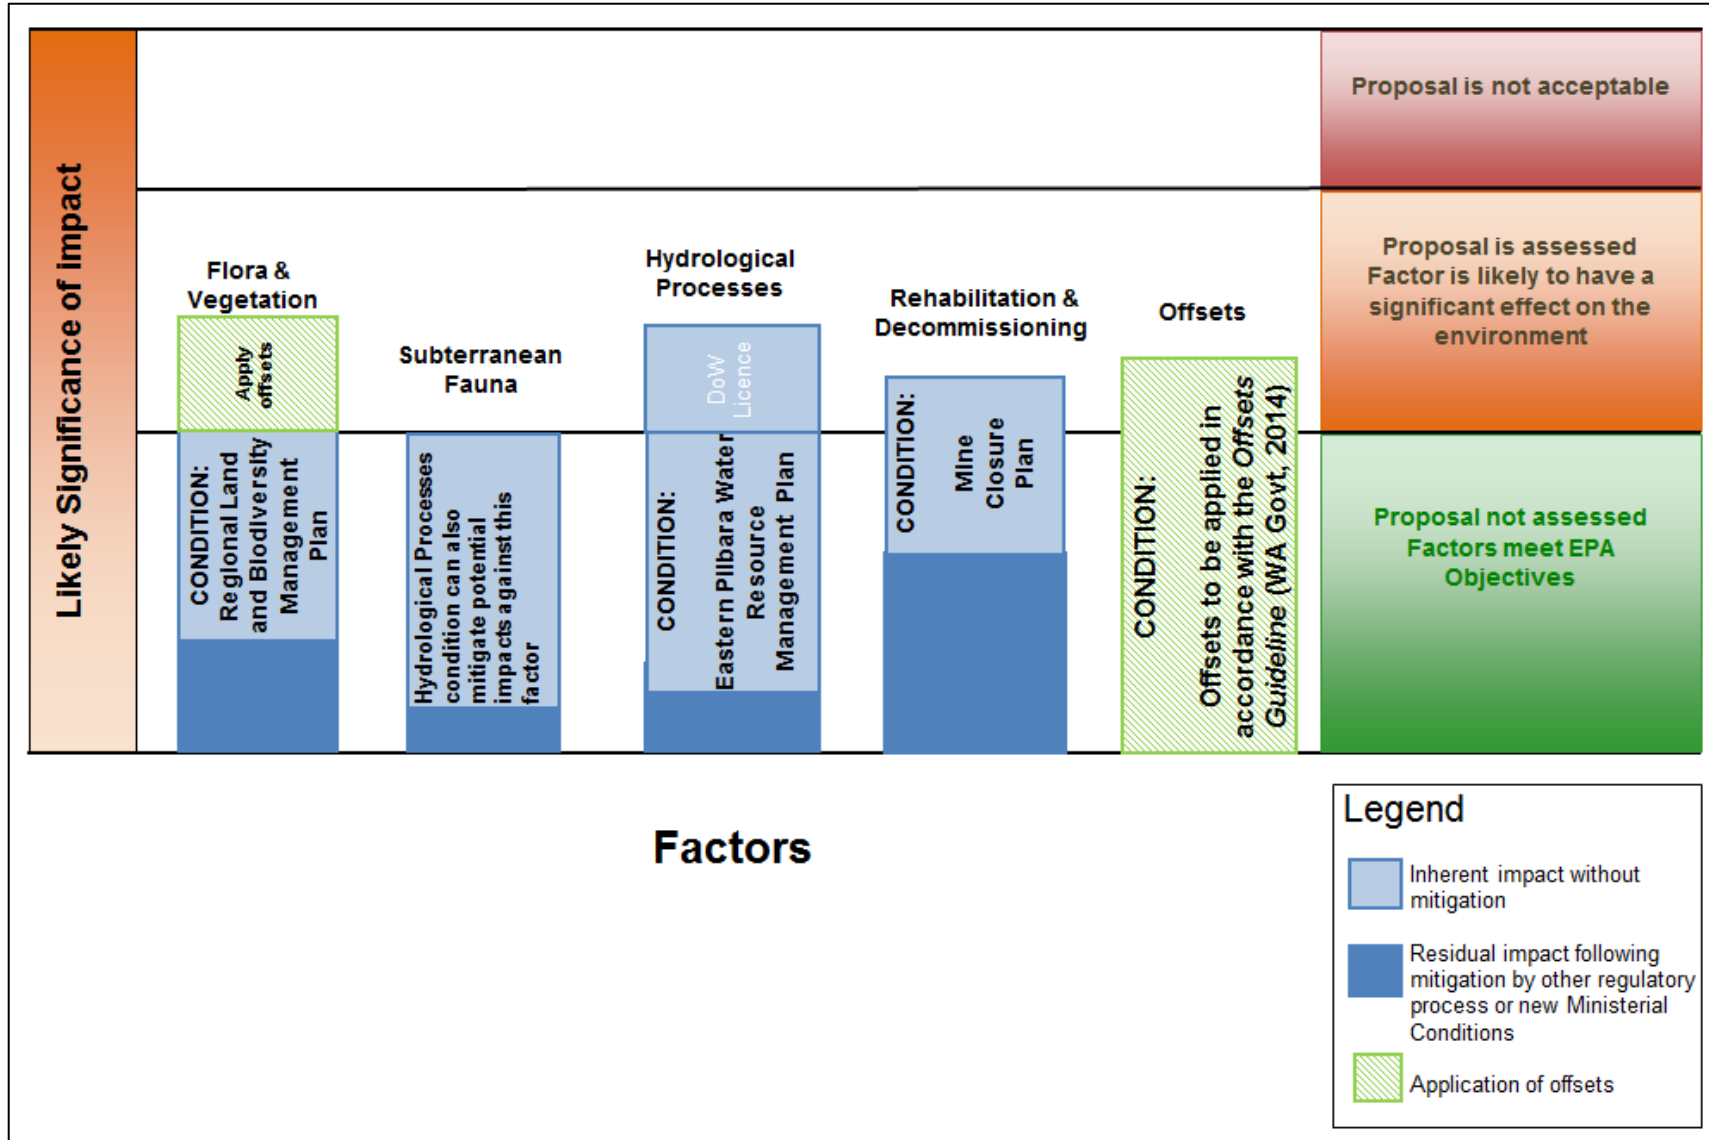 Likely Significance of impact
Flora &
Vegetation
Apply
offsets
CONDITION:
Regional Land
and Biodiversity
Management
Plan
Subterranean
Fauna
Hydrological Processes
condition can also
mitigate potential
impacts against this
factor
Hydrological
Processes
DoW
Licence
CONDITION:
Eastern Pilbara Water
Resource
Management Plan
Rehabilitation &
Decommissioning
CONDITION:
Mine
Closure
Plan
Offsets
CONDITION:
Offsets to be applied in
accordance with the Offsets
Guideline (WA Govt, 2014)
Proposal is not acceptable
Proposal is assessed
Factor is likely to have a
significant effect on the
environment
Proposal not assessed
Factors meet EPA
Objectives
Factors
Legend
Inherent impact without
mitigation
Residual impact following
mitigation by other regulatory
process or new Ministerial
Conditions
Application of offsets